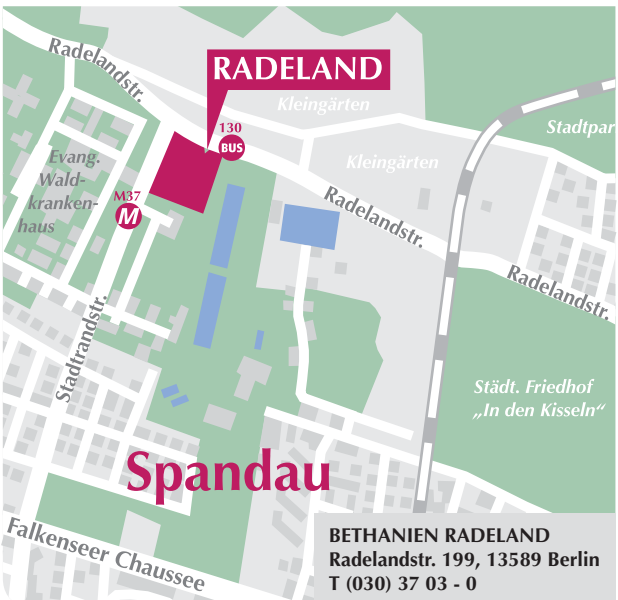 Radelandstr.
RADELAND
Kleingärten
130
BUS
Stadtpar
Evang.
Wald-
kranken-
haus
Kleingärten
M37
M
Radelandstr.
Radelandstr.
Stadtrandstr.
Städt. Friedhof
„In den Kisseln“
Spandau
Falkenseer Chaussee
BETHANIEN RADELAND
Radelandstr. 199, 13589 Berlin
T (030) 37 03 - 0